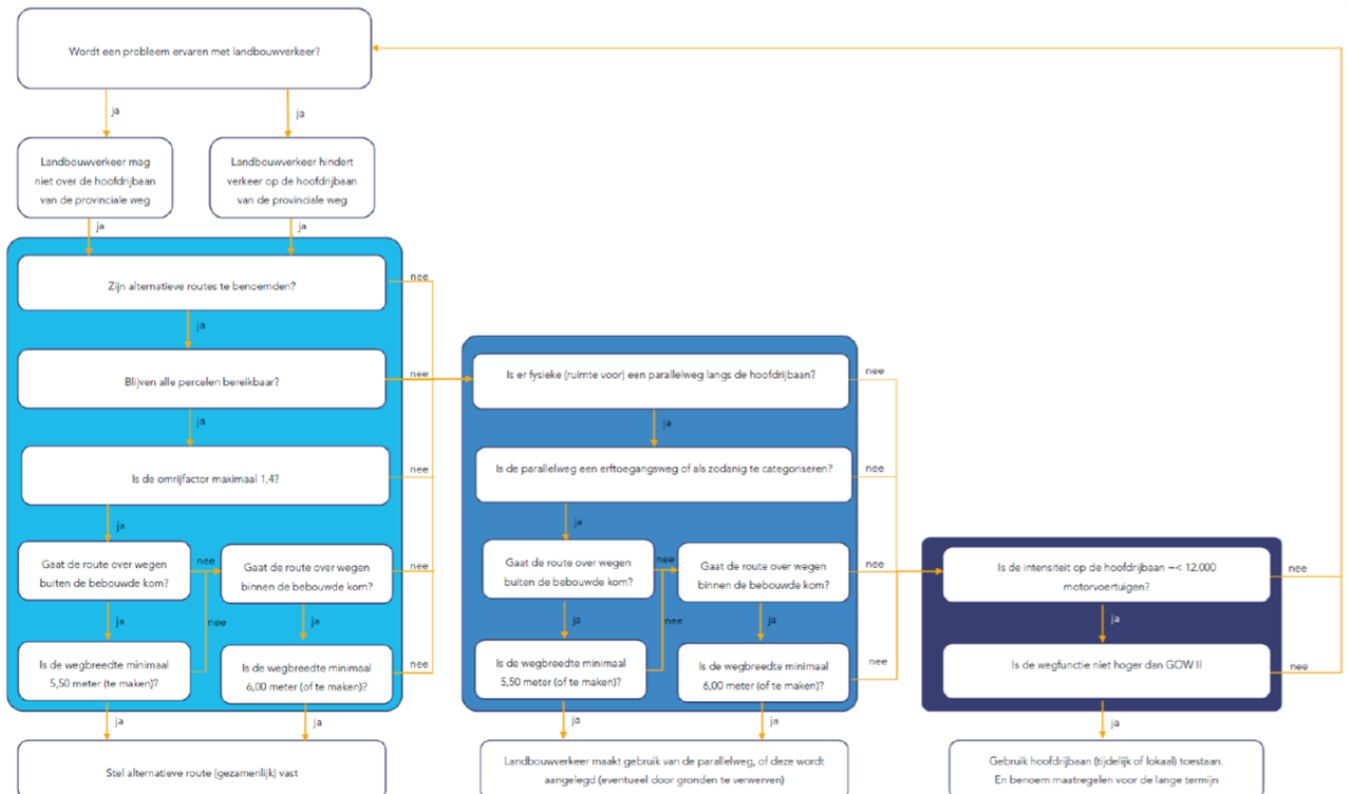 Wordt een probleem ervaren met landbouwverkeer?
ja
ja
Landbouwverkeer mag
niet over de hoofdrijbaan
van de provinciale weg
Landbouwverkeer hindert
verkeer op de hoofdrijbaan
van de provinciale weg
ja
ja
Zijn alternatieve routes te benoemden?
nee
ja
Blijven alle percelen bereikbaar?
nee
ja
Is de omrijfactor maximaal 1,4?
nee
ja
Gaat de route over wegen
buiten de bebouwde kom?
nee
Gaat de route over wegen
binnen de bebouwde kom?
nee
ja
nee
ja
Is de wegbreedte minimaal
5,50 meter (te maken)?
Is de wegbreedte minimaal
6,00 meter (of te maken)?
nee
ja
ja
Stel alternatieve route (gezamenlijk) vast
Is er fysieke (ruimte voor) een parallelweg langs de hoofdrijbaan?
nee
ja
Is de parallelweg een erftoegangsweg of als zodanig te categoriseren?
nee
ja
Gaat de route over wegen
buiten de bebouwde kom?
nee
Gaat de route over wegen
binnen de bebouwde kom?
nee
ja
nee
ja
Is de wegbreedte minimaal
5,50 meter (of te maken)?
Is de wegbreedte minimaal
6,00 meter (of te maken)?
nee
ja
ja
Landbouwverkeer maakt gebruik van de parallelweg, of deze wordt
aangelegd (eventueel door gronden te verwerven)
Is de intensiteit op de hoofdrijbaan ~< 12.000
motorvoertuigen?
nee
ja
Is de wegfunctie niet hoger dan GOW II
nee
ja
Gebruik hoofdrijbaan (tijdelijk of lokaal) toestaan.
En benoem maatregelen voor de lange termijn